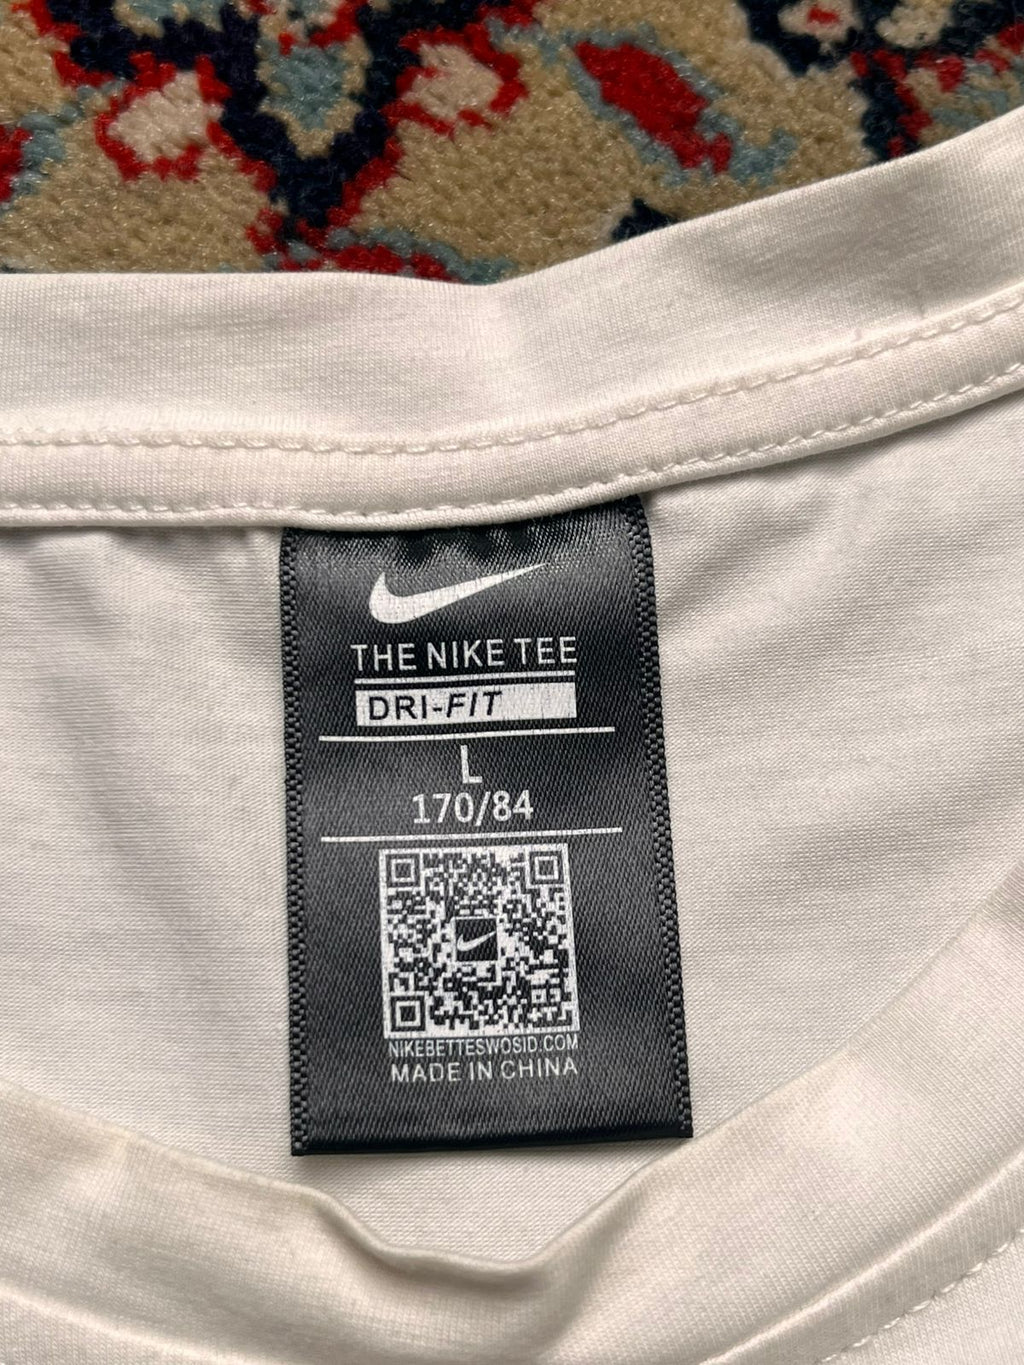 THE NIKE TEE
DRI-FIT
L
170/84
NIKEBETTESWOSID.COM
MADE IN CHINA